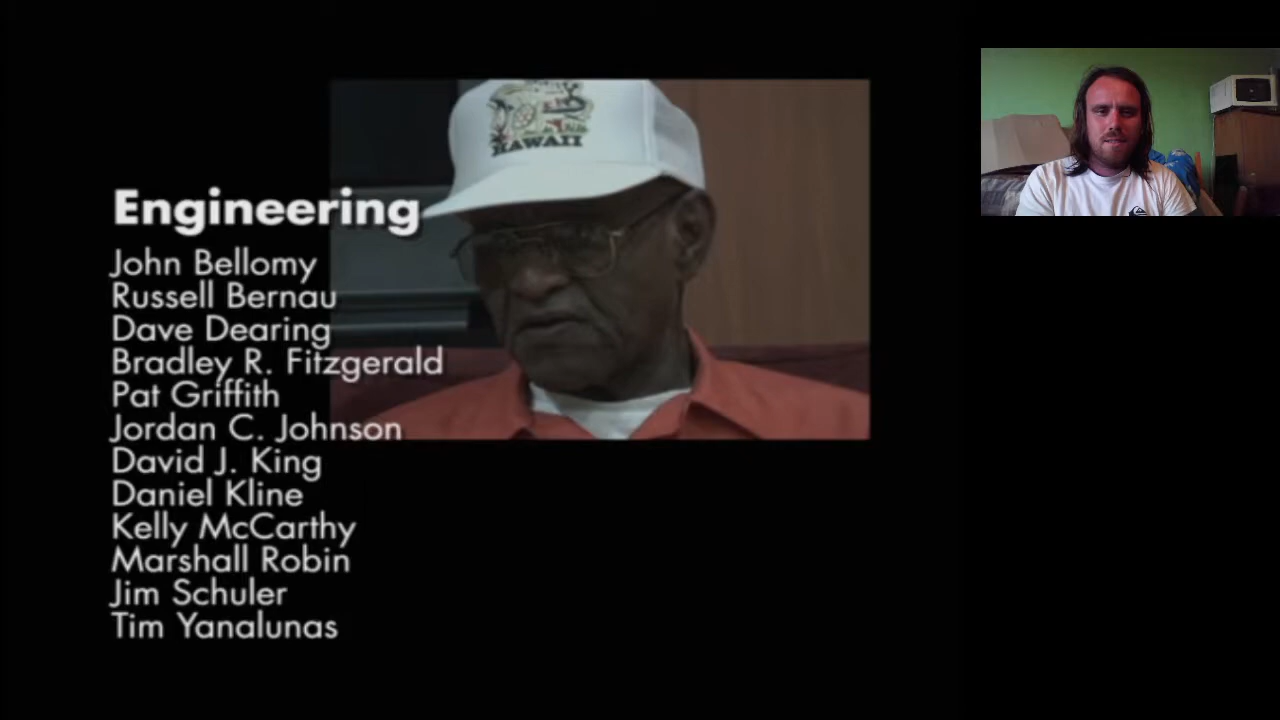 HAWAII
Engineering
John Bellomy
Russell Bernau
Dave Dearing
Bradley R. Fitzgerald
Pat Griffith
Jordan C. Johnson
David J. King
Daniel Kline
Kelly McCarthy
Marshall Robin
Jim Schuler
Tim Yanalunas